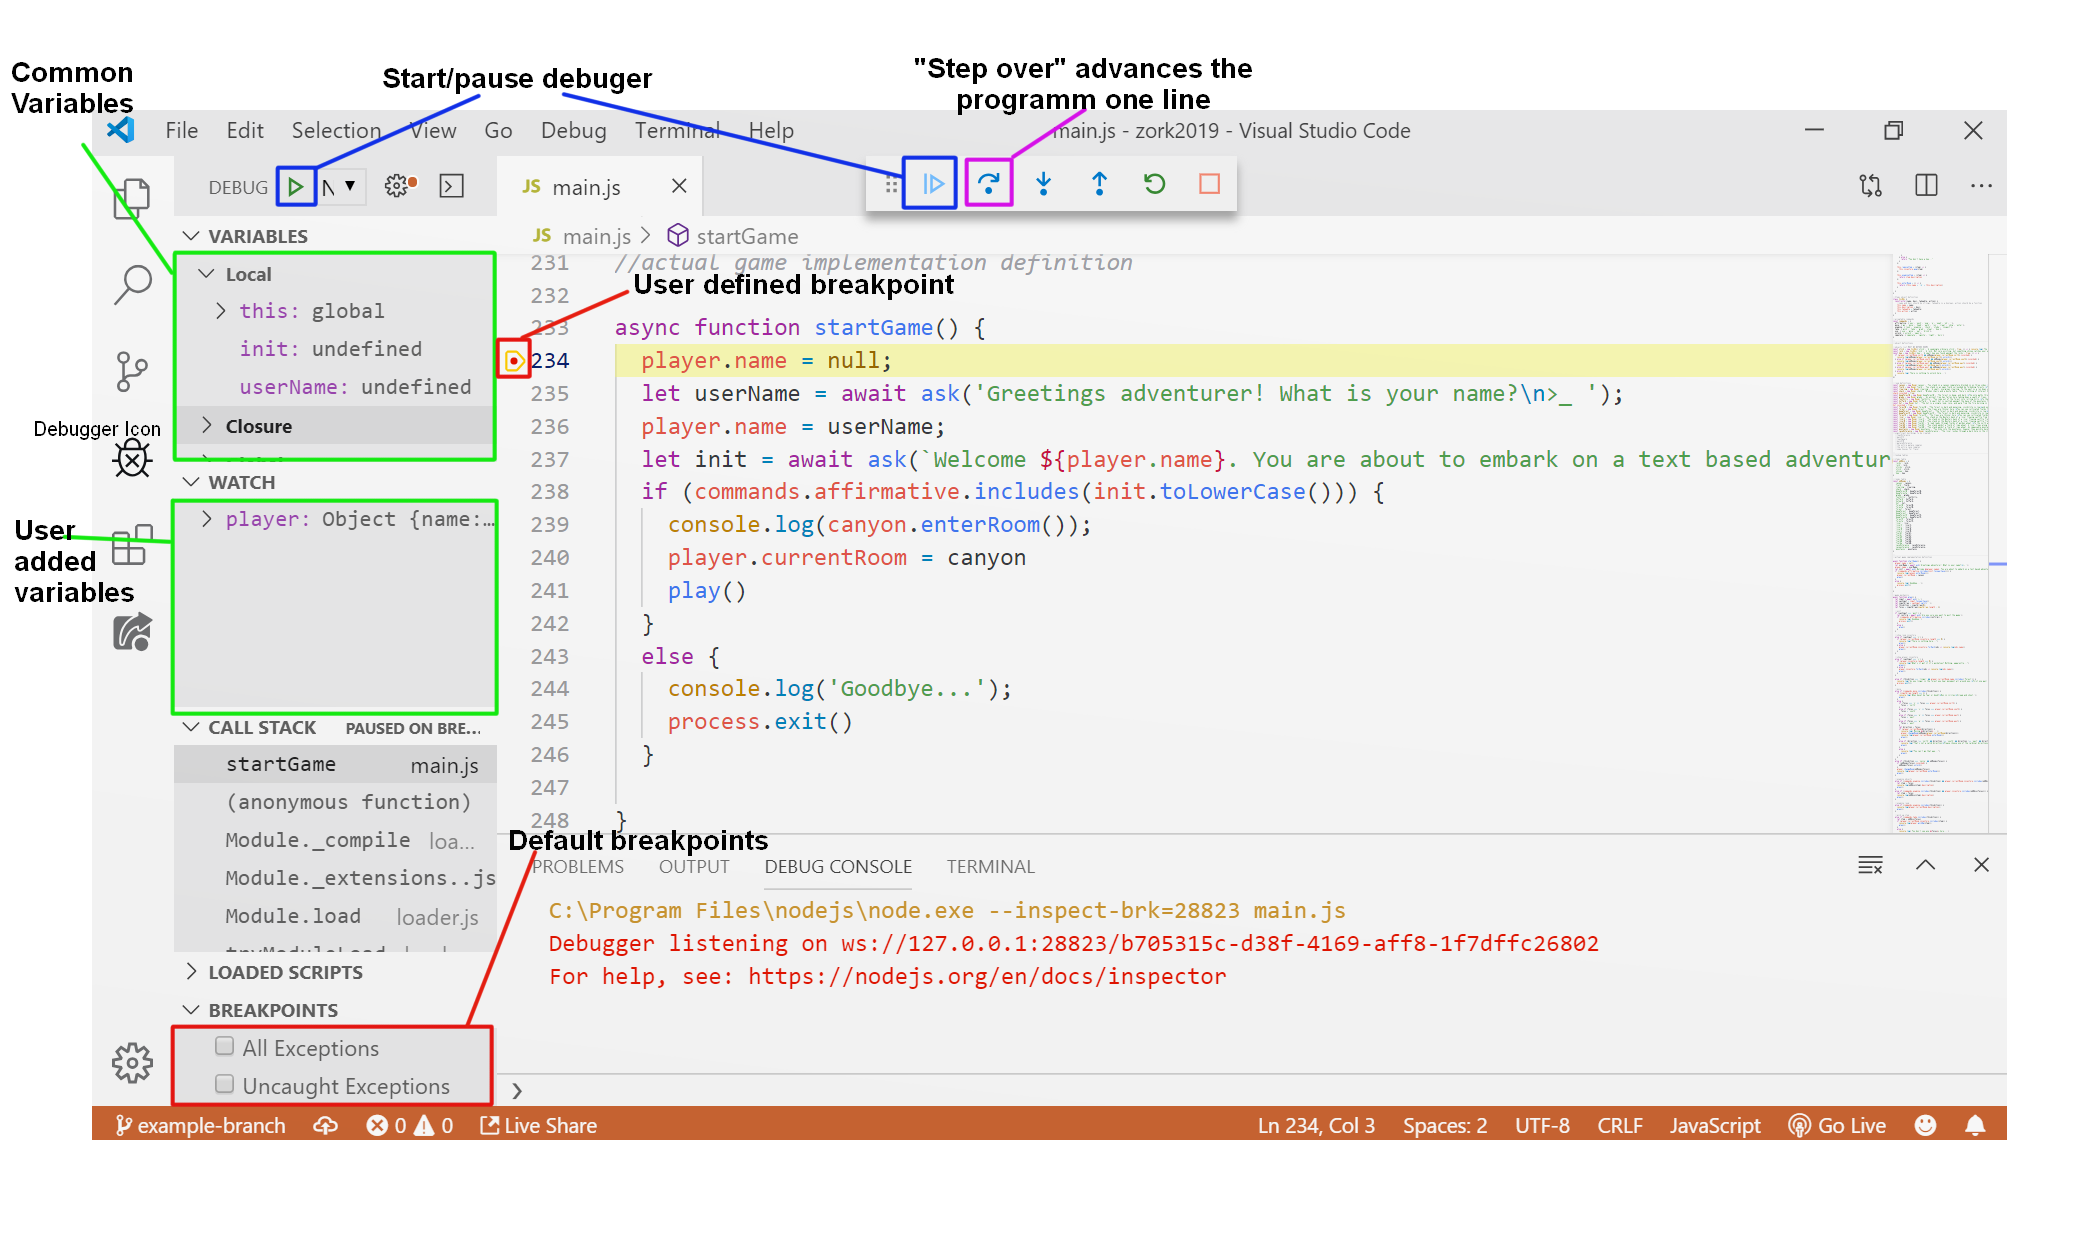 Common
Variables
Start/pause debuger
"Step over" advances the
programm one line
File Edit Selection View Go Debug Terminal Help
main.js - zork2019 - Visual Studio Code
DEBUG N
JS main.js
VARIABLES
Local
this: global
init: undefined
userName: undefined
Closure
Debugger Icon
WATCH
player: Object {name:…
User
added
variables
CALL STACK PAUSED ON BRE…
startGame main.js
(anonymous function)
Module._compile loa…
Module._extensions..js
Module.load loader.js
LOADED SCRIPTS
BREAKPOINTS
All Exceptions
Uncaught Exceptions
JS main.js > startGame
231 //actual game implementation definition
User defined breakpoint
232
233 async function startGame() {
234 player.name = null;
235 let userName = await ask('Greetings adventurer! What is your name?\n>_ ');
236 player.name = userName;
237 let init = await ask(`Welcome ${player.name}. You are about to embark on a text based adventur
238 if (commands.affirmative.includes(init.toLowerCase())) {
239 console.log(canyon.enterRoom());
240 player.currentRoom = canyon
241 play()
242 }
243 else {
244 console.log('Goodbye...');
245 process.exit()
246 }
247
248 }
Default breakpoints
PROBLEMS OUTPUT DEBUG CONSOLE TERMINAL
C:\Program Files\nodejs\node.exe --inspect-brk=28823 main.js
Debugger listening on ws://127.0.0.1:28823/b705315c-d38f-4169-aff8-1f7dffc26802
For help, see: https://nodejs.org/en/docs/inspector
example-branch 0 0 Live Share Ln 234, Col 3 Spaces: 2 UTF-8 CRLF JavaScript Go Live